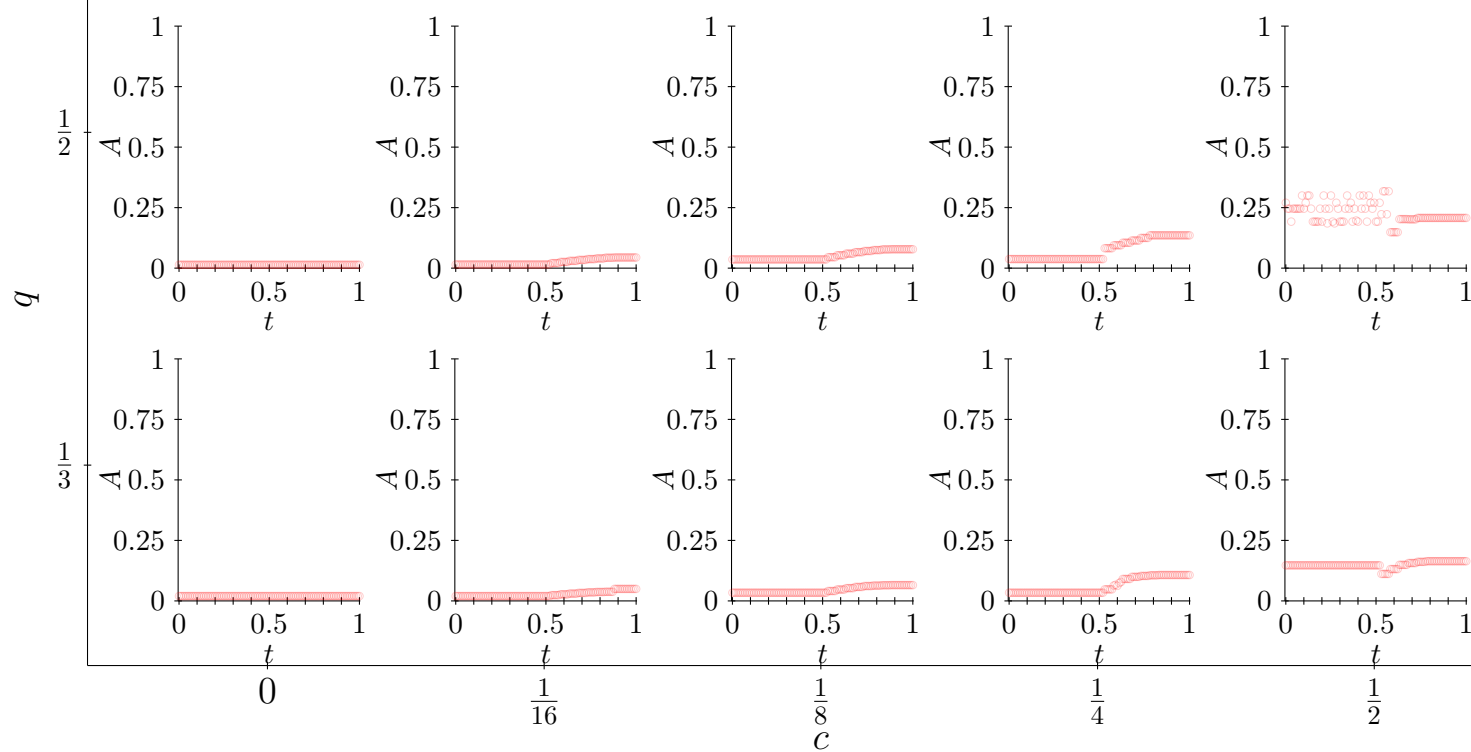 1 1 1 1 1
0.75 0.75 0.75 0.75 0.75
1/2 A 0.5 A 0.5 A 0.5 A 0.5 A 0.5
0.25 0.25 0.25 0.25 0.25
0 0 0 0 0
0 0.5 1 0 0.5 1 0 0.5 1 0 0.5 1 0 0.5 1
q t t t t t
1 1 1 1 1
0.75 0.75 0.75 0.75 0.75
1/3 A 0.5 A 0.5 A 0.5 A 0.5 A 0.5
0.25 0.25 0.25 0.25 0.25
0 0 0 0 0
0 0.5 1 0 0.5 1 0 0.5 1 0 0.5 1 0 0.5 1
t t t t t
0 1/16 1/8 1/4 1/2
c